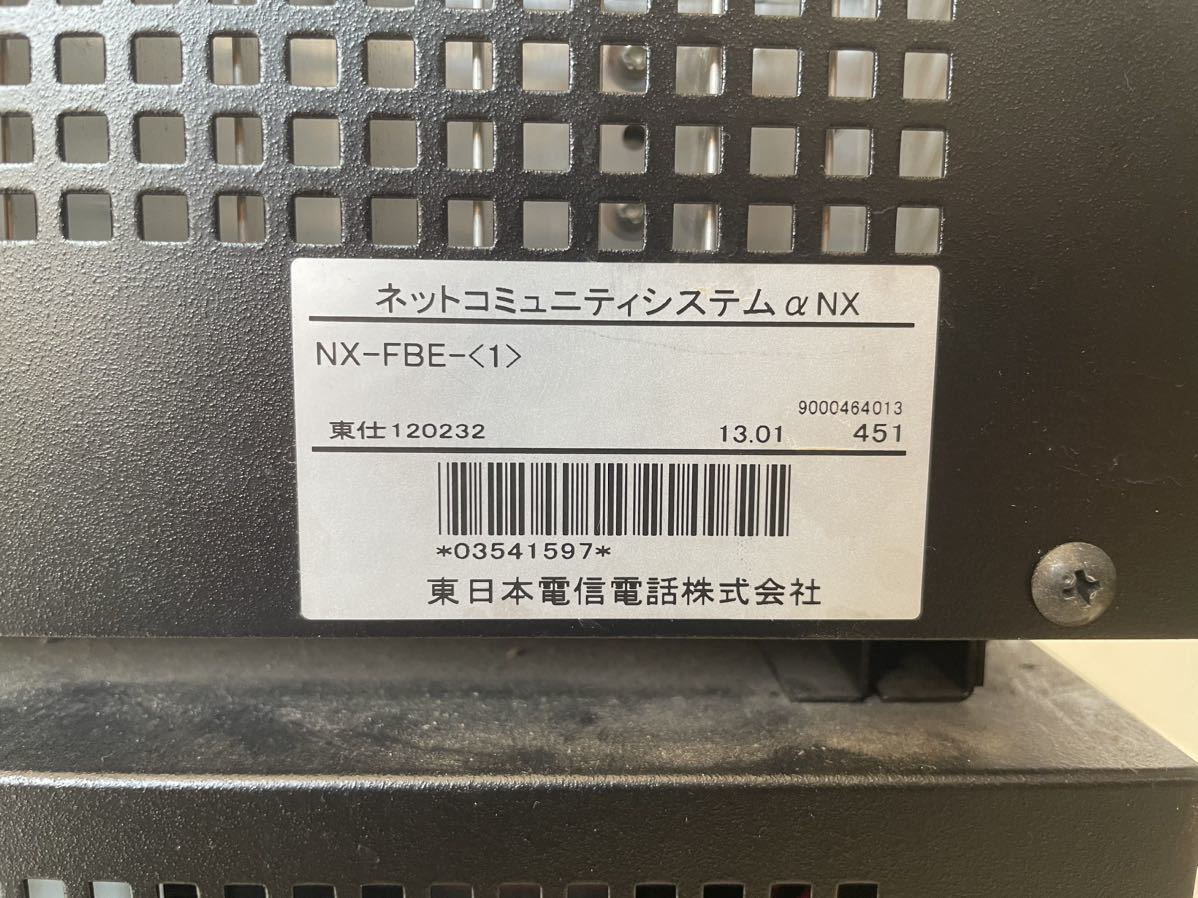 ネットコミュニティシステムαNX
NX-FBE-<1>
9000464013
東仕120232 13.01 451
*03541597*
東日本電信電話株式会社